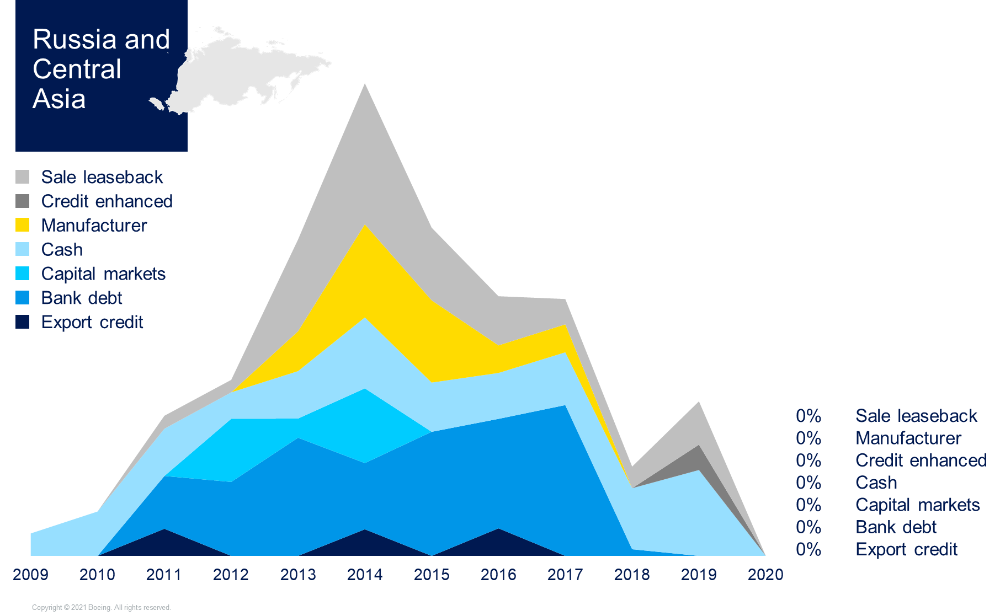 Russia and
Central
Asia
Sale leaseback
Credit enhanced
Manufacturer
Cash
Capital markets
Bank debt
Export credit
0% Sale leaseback
0% Manufacturer
0% Credit enhanced
0% Cash
0% Capital markets
0% Bank debt
0% Export credit
2009 2010 2011 2012 2013 2014 2015 2016 2017 2018 2019 2020
Copyright © 2021 Boeing. All rights reserved.